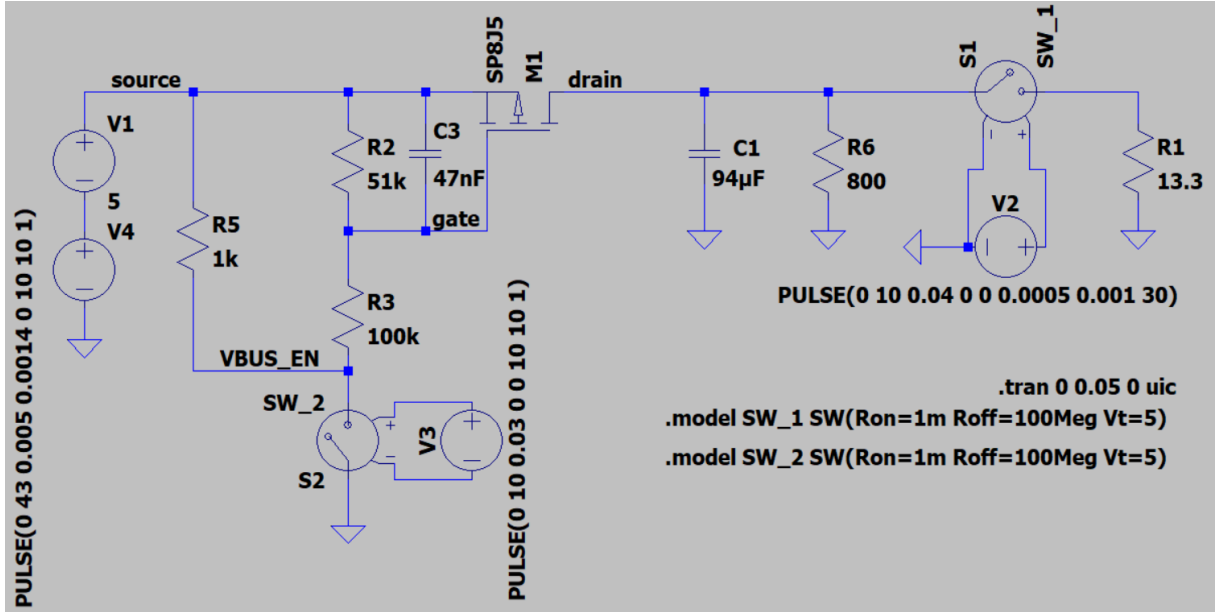 source
V1
5
V4
PULSE(0 43 0.005 0.0014 0 10 10 1)
R5
1k
R2
51k
C3
47nF
gate
SP8J5
M1
drain
R3
100k
VBUS_EN
SW_2
S2
+
−
V3
PULSE(0 10 0.03 0 0 10 10 1)
C1
94µF
R6
800
S1
SW_1
V2
R1
13.3
PULSE(0 10 0.04 0 0 0.0005 0.001 30)
.tran 0 0.05 0 uic
.model SW_1 SW(Ron=1m Roff=100Meg Vt=5)
.model SW_2 SW(Ron=1m Roff=100Meg Vt=5)